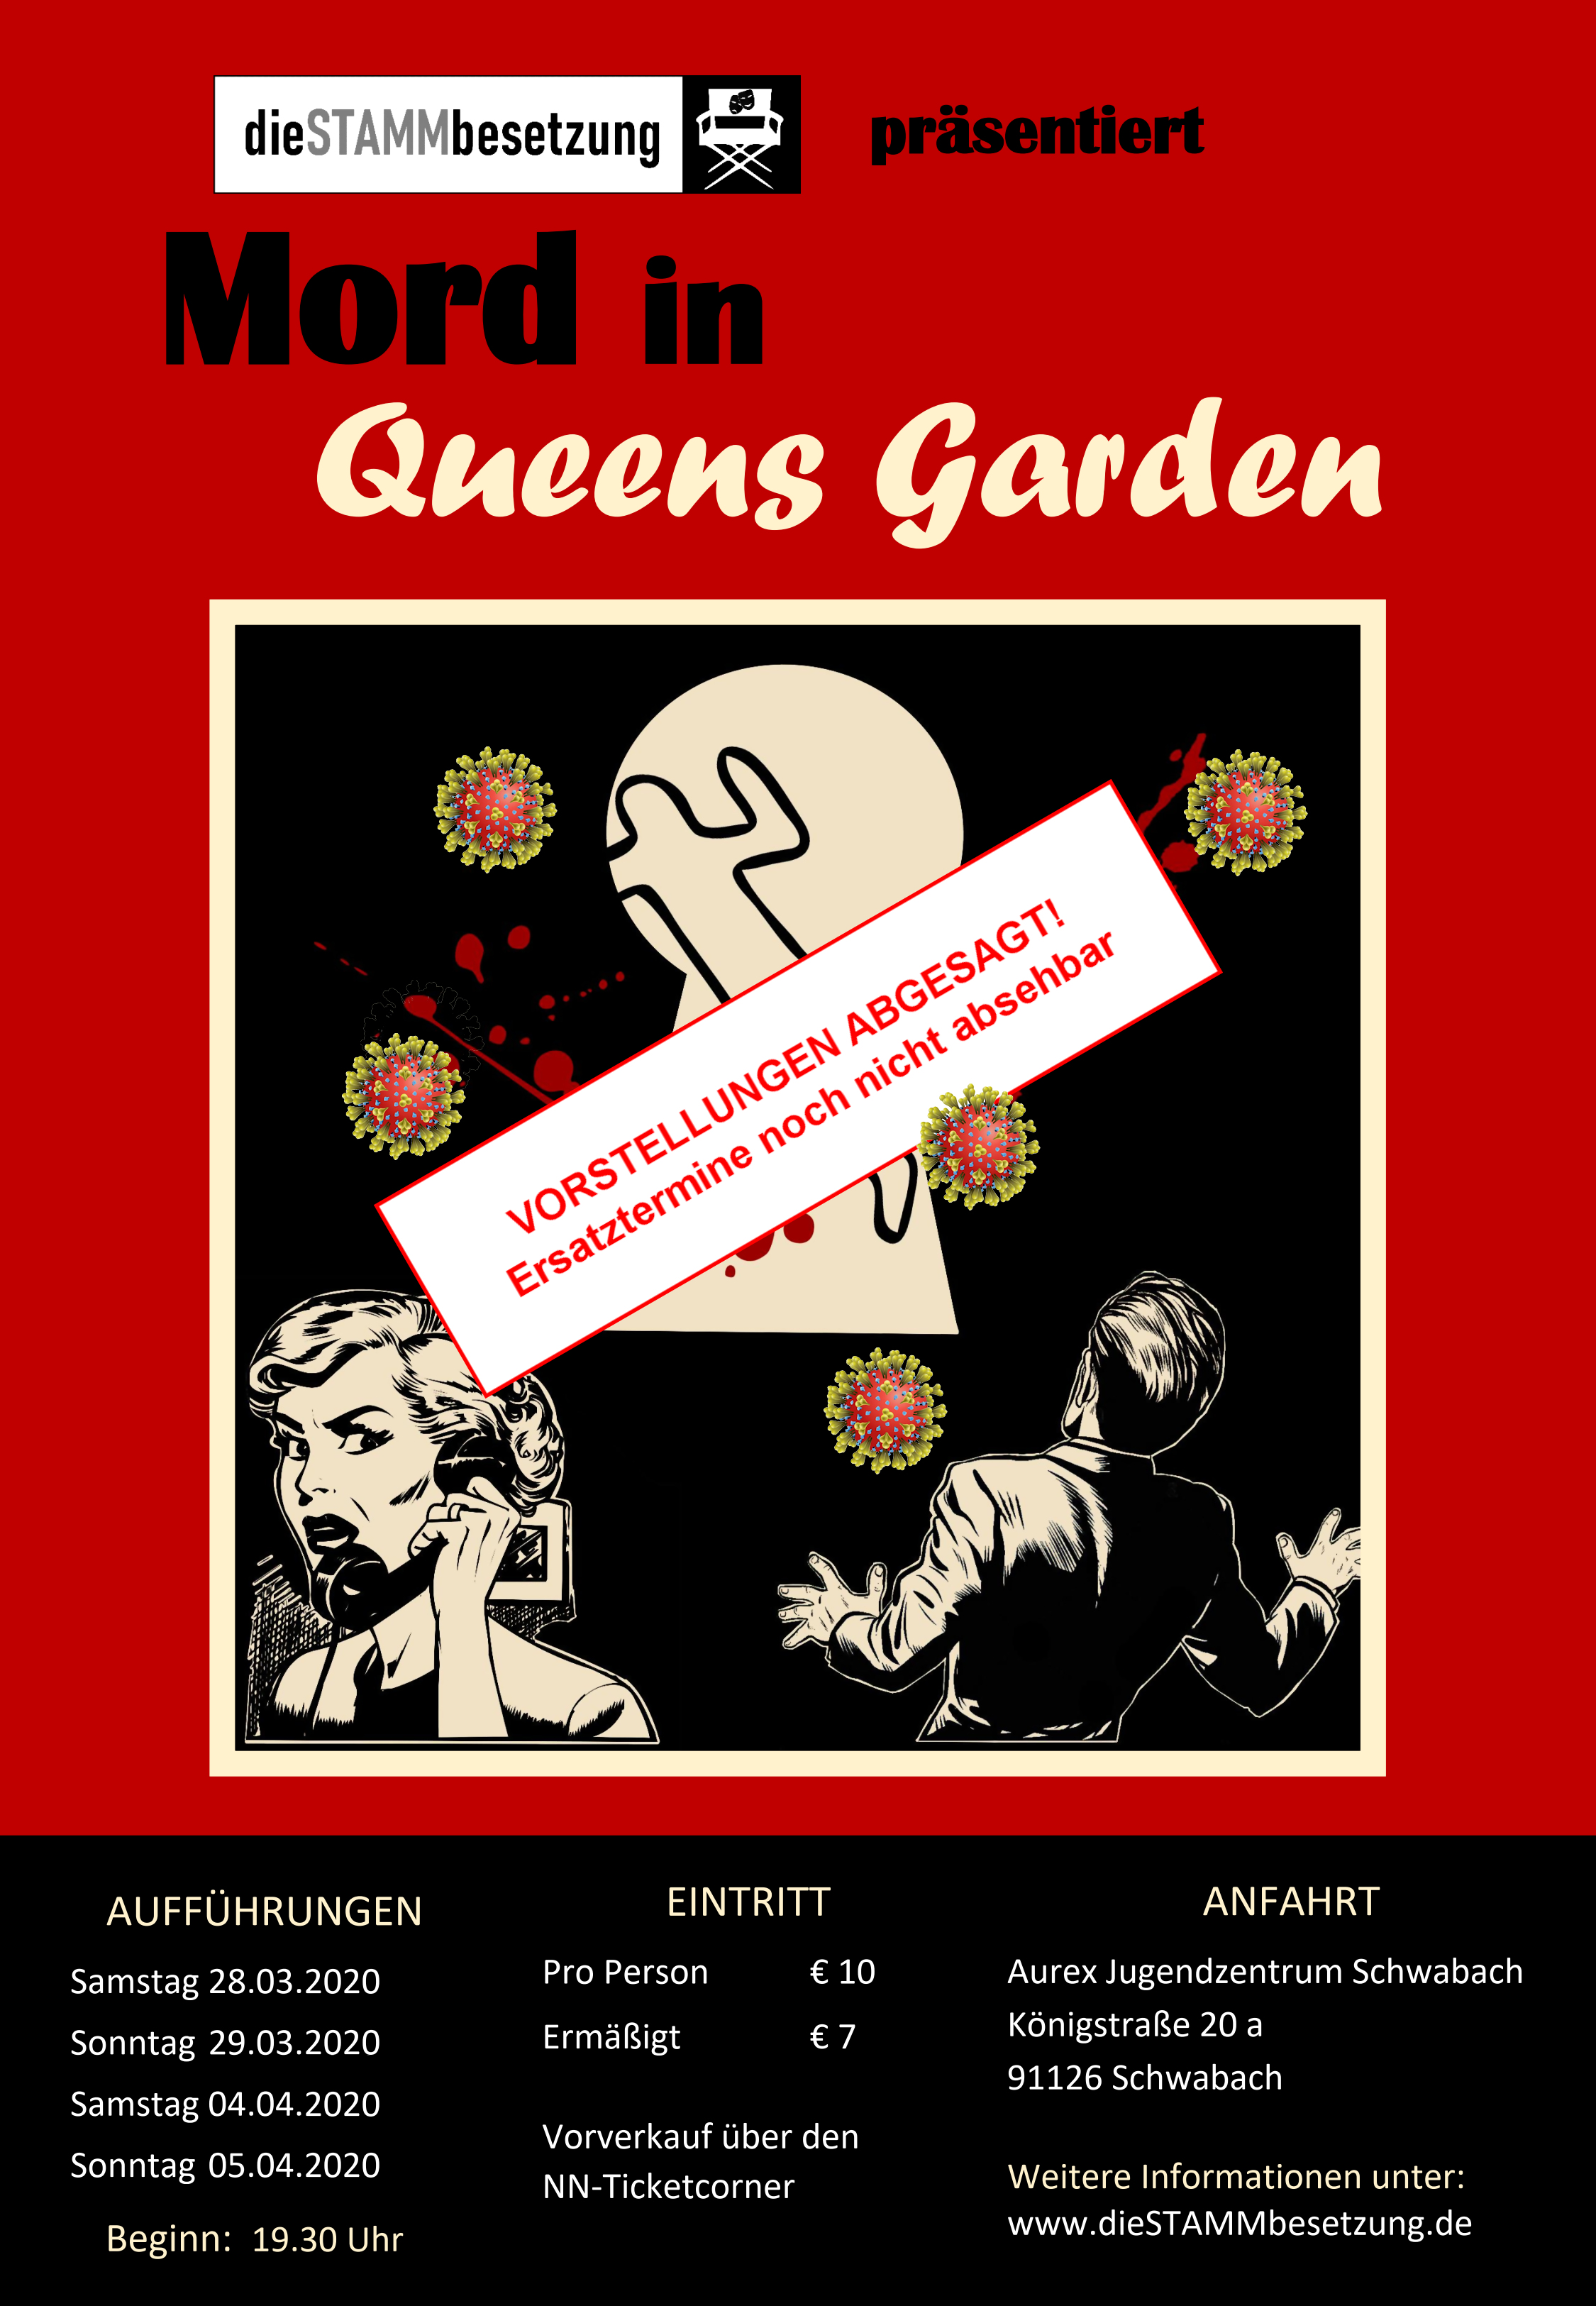 dieSTAMMbesetzung
präsentiert
Mord in
Queens Garden
VORSTELLUNGEN ABGESAGT!
Ersatztermine noch nicht absehbar
AUFFÜHRUNGEN
Samstag 28.03.2020
Sonntag 29.03.2020
Samstag 04.04.2020
Sonntag 05.04.2020
Beginn: 19.30 Uhr
EINTRITT
Pro Person € 10
Ermäßigt € 7
Vorverkauf über den
NN-Ticketcorner
ANFAHRT
Aurex Jugendzentrum Schwabach
Königstraße 20 a
91126 Schwabach
Weitere Informationen unter:
www.dieSTAMMbesetzung.de